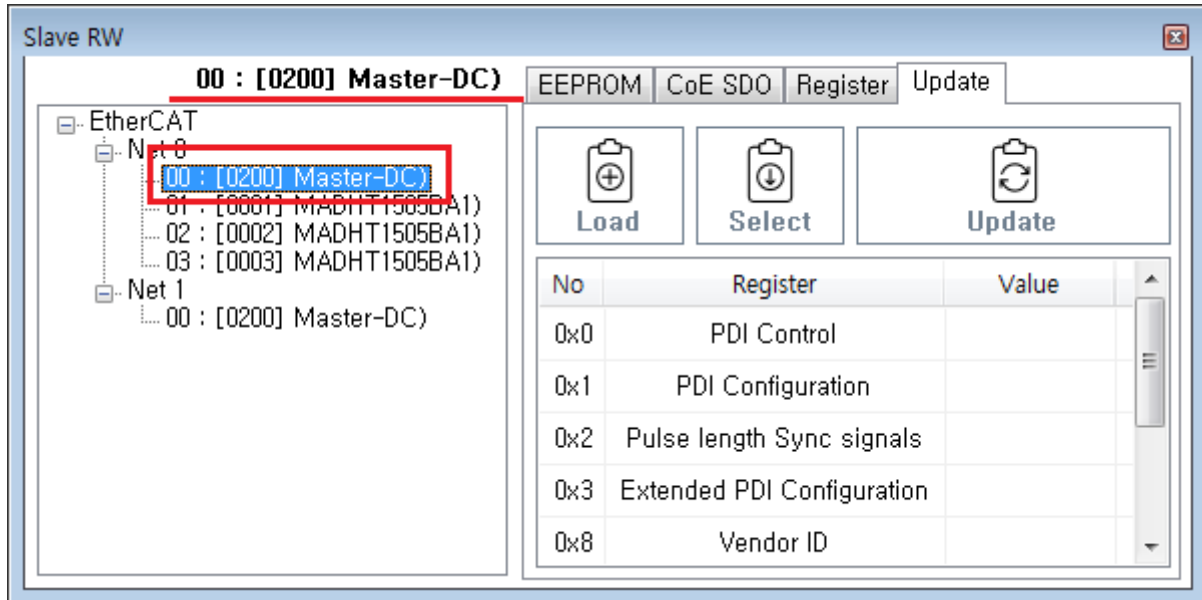 Slave RW
00 : [0200] Master-DC)
EtherCAT
Net 0
00 : [0200] Master-DC)
01 : [0001] MADHT1505BA1)
02 : [0002] MADHT1505BA1)
03 : [0003] MADHT1505BA1)
Net 1
00 : [0200] Master-DC)
EEPROM CoE SDO Register Update
Load Select Update
No Register Value
0x0 PDI Control
0x1 PDI Configuration
0x2 Pulse length Sync signals
0x3 Extended PDI Configuration
0x8 Vendor ID